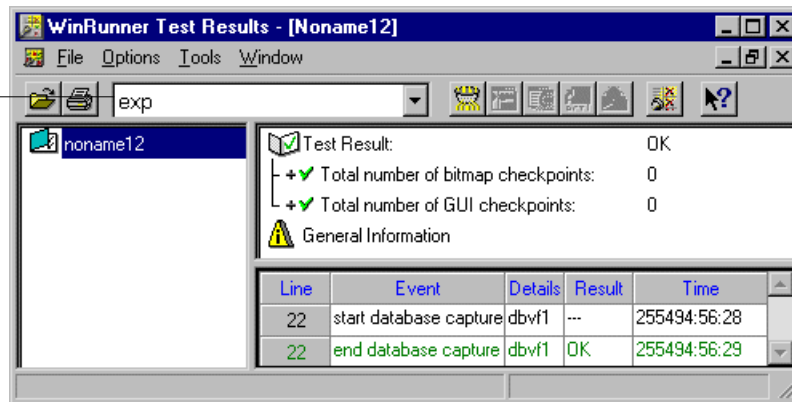 WinRunner Test Results - [Noname12]
File Options Tools Window
exp
noname12
Test Result: OK
Total number of bitmap checkpoints: 0
Total number of GUI checkpoints: 0
General Information
Line Event Details Result Time
22 start database capture dbvf1 --- 255494:56:28
22 end database capture dbvf1 OK 255494:56:29